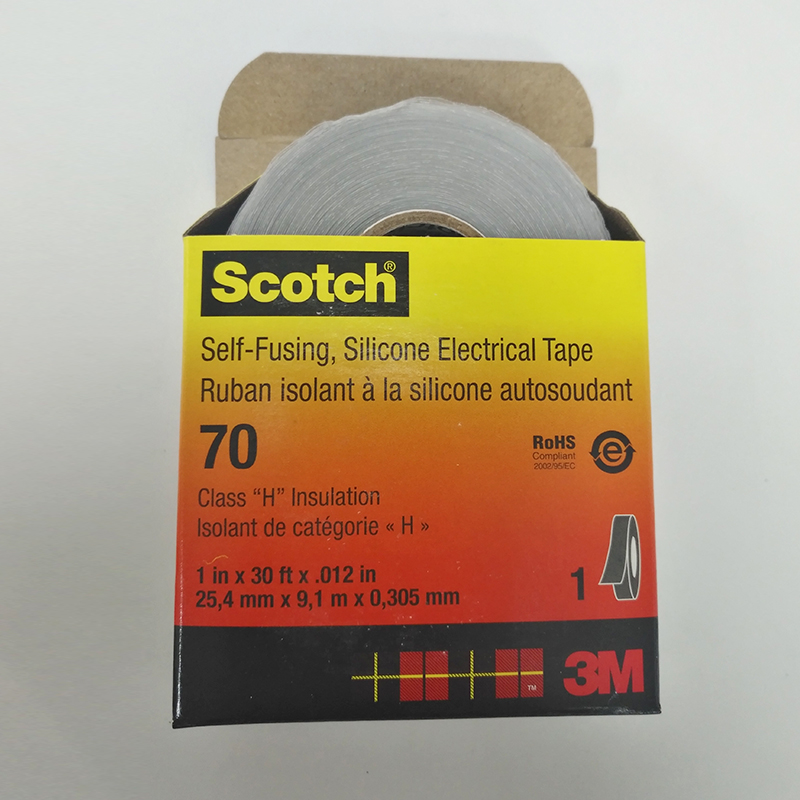 Scotch®
Self-Fusing, Silicone Electrical Tape
Ruban isolant à la silicone autosoudant
70
RoHS
Compliant
2002/95/EC
e
Class “H” Insulation
Isolant de catégorie « H »
1 in x 30 ft x .012 in
25,4 mm x 9,1 m x 0,305 mm
1
TM
3M